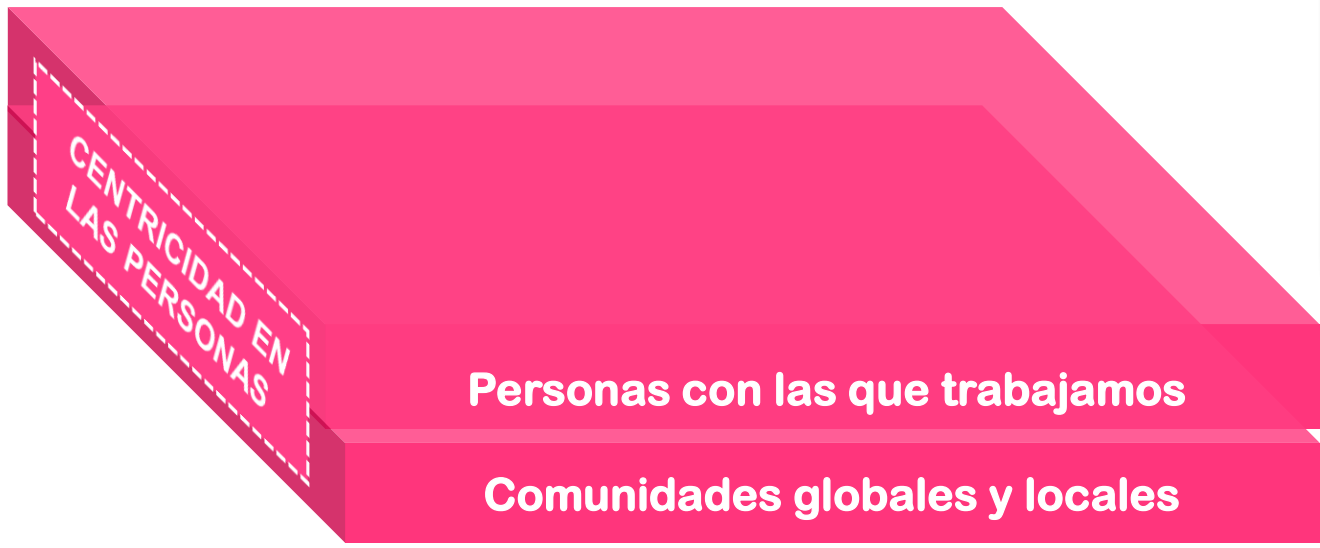 CENTRICIDAD EN
LAS PERSONAS
Personas con las que trabajamos
Comunidades globales y locales